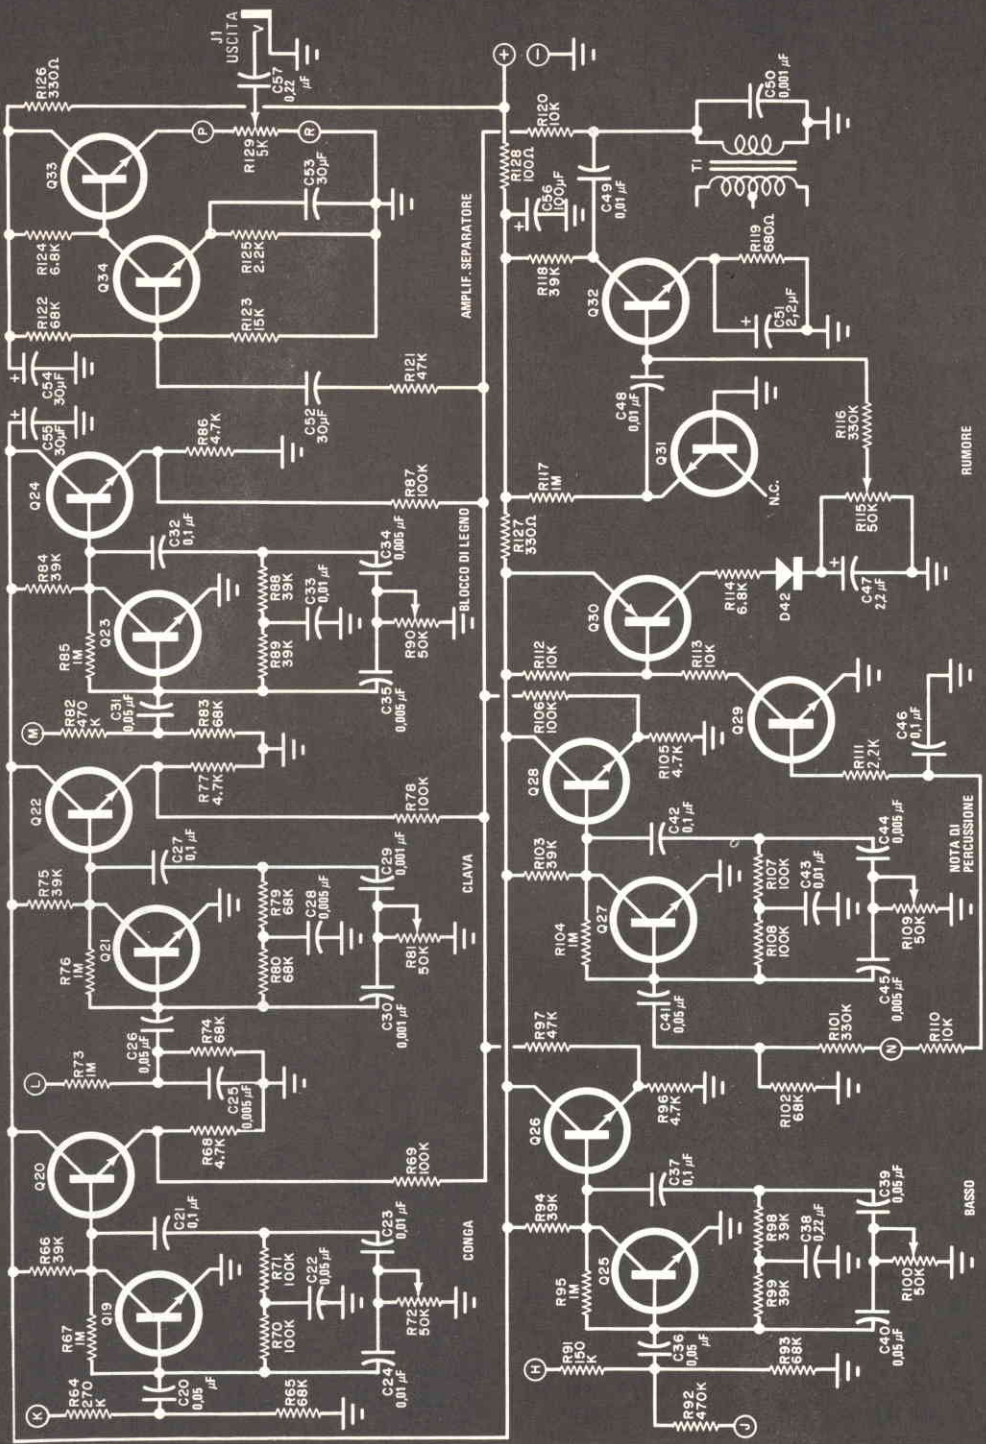 K
R64
270
K
C20
0,05
µF
R65
68K
R66
39K
R67
1M
Q19
Q20
C21
0,1 µF
R71
100K
R70
100K
C22
0,05 µF
C23
0,01 µF
C24
0,01 µF
R72
50K
R68
4.7K
R69
100K
CONGA
L
R73
1M
C26
0,05 µF
R74
68K
C25
0,005 µF
R75
39K
R76
1M
Q21
Q22
C27
0,1 µF
R79
68K
R80
68K
C28
0,005 µF
C29
0,001 µF
C30
0,001 µF
R81
50K
R77
4.7K
R78
100K
CLAVA
M
R82
470
K
C31
0,05 µF
R83
68K
R84
39K
R85
1M
Q23
Q24
C32
0,1 µF
R88
39K
R89
39K
C33
0,01 µF
C34
0,005 µF
C35
0,005 µF
R90
50K
R86
4.7K
R87
100K
BLOCCO DI LEGNO
+
C55
30µF
+
C54
30µF
R122
68K
R124
6.8K
Q34
Q33
R126
330Ω
R123
15K
R125
2.2K
C53
30µF
P
R129
5K
R
C57
0,22
µF
J1
USCITA
C52
30µF
R121
47K
AMPLIF. SEPARATORE
H
R91
150
K
R92
470K
J
C36
0,05
µF
R93
68K
R94
39K
R95
1M
Q25
Q26
C37
0,1 µF
R98
39K
R99
39K
C38
0,22 µF
C39
0,05 µF
C40
0,05 µF
R100
50K
R96
4.7K
R97
47K
BASSO
C41
0,05 µF
R102
68K
R101
330K
N
R110
10K
R103
39K
R104
1M
Q27
Q28
C42
0,1 µF
R107
100K
R108
100K
C43
0,01 µF
C44
0,005 µF
C45
0,005 µF
R109
50K
R105
4.7K
R106
100K
NOTA DI
PERCUSSIONE
R112
10K
R113
10K
Q29
R111
2.2K
C46
0,1 µF
Q30
R127
330Ω
R114
6.8K
D42
+
C47
2,2µF
R115
50K
R116
330K
R117
1M
Q31
N.C.
C48
0,01 µF
RUMORE
R118
39K
Q32
+
C51
2,2µF
R119
680Ω
+
C56
100µF
R128
100Ω
C49
0,01 µF
R120
10K
T1
C50
0,001 µF
+
-